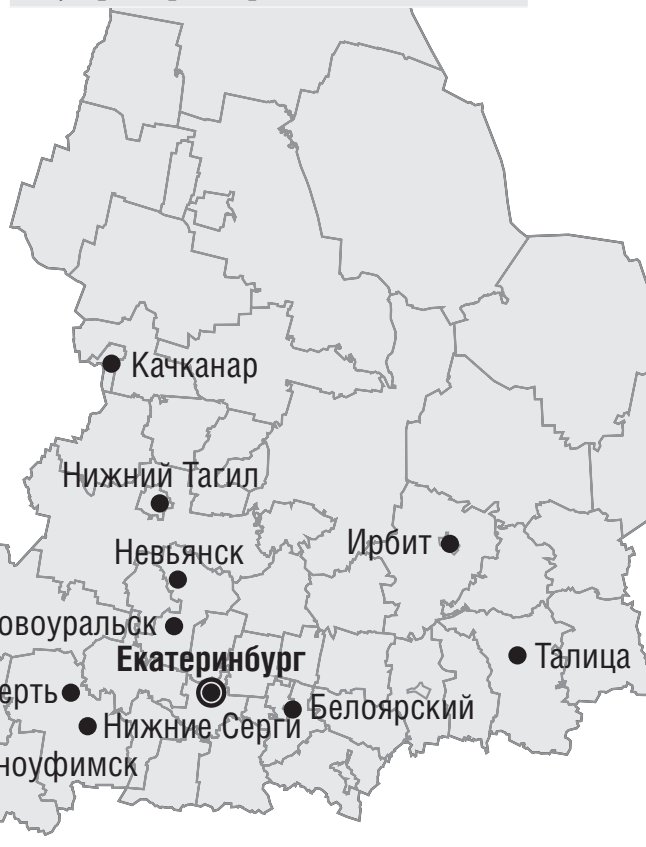 Качканар
Нижний Тагил
Ирбит
Невьянск
овоуральск
Екатеринбург
Талица
ерть
Белоярский
Нижние Серги
ноуфимск